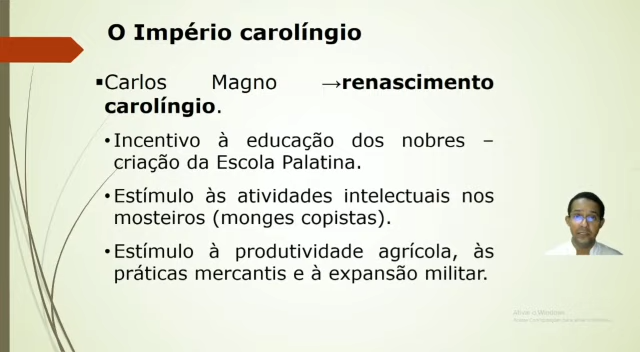 O Império carolíngio
▪Carlos Magno →renascimento
carolíngio.
•Incentivo à educação dos nobres –
criação da Escola Palatina.
•Estímulo às atividades intelectuais nos
mosteiros (monges copistas).
•Estímulo à produtividade agrícola, às
práticas mercantis e à expansão militar.